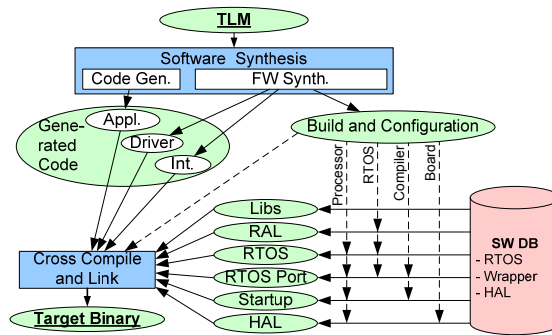 TLM
Software Synthesis
Code Gen.
FW Synth.
Gene-
rated
Code
Appl.
Driver
Int.
Build and Configuration
Processor
RTOS
Compiler
Board
Libs
RAL
RTOS
RTOS Port
Startup
HAL
Cross Compile
and Link
Target Binary
SW DB
- RTOS
- Wrapper
- HAL